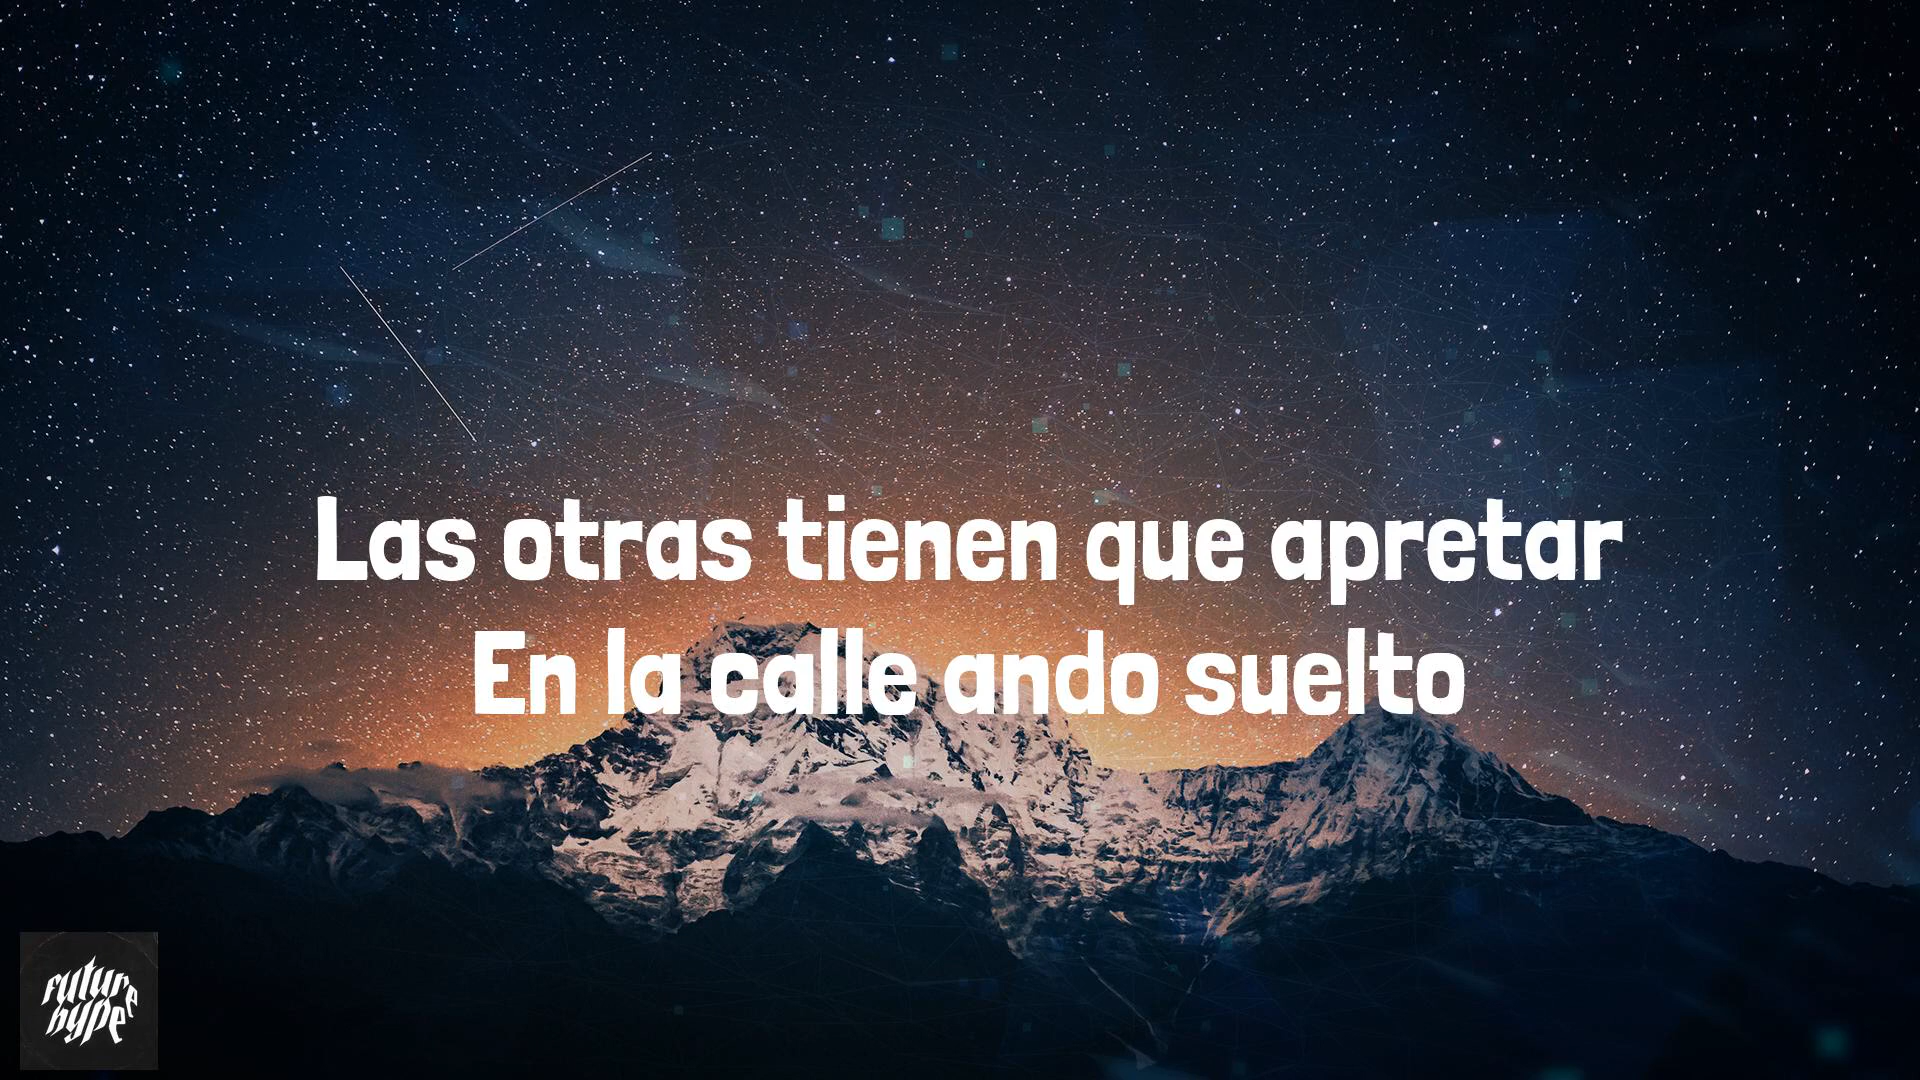 Las otras tienen que apretar
En la calle ando suelto
future
hype